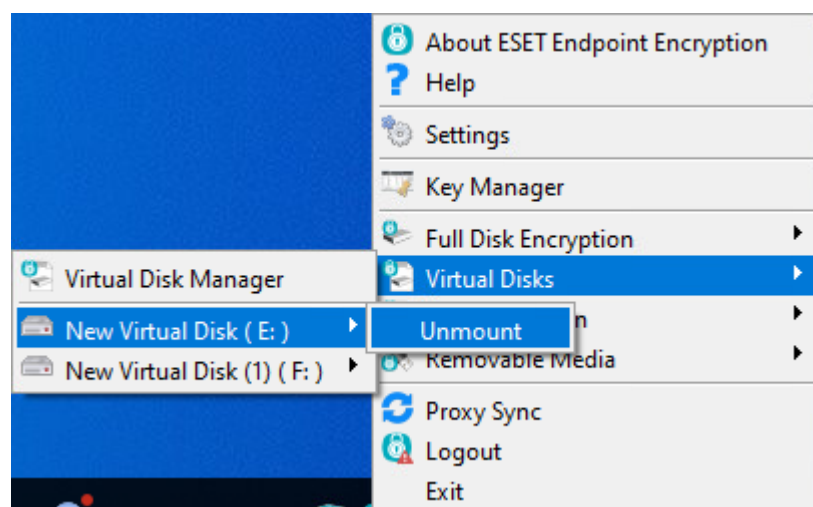 About ESET Endpoint Encryption
Help
Settings
Key Manager
Full Disk Encryption
Virtual Disks
Virtual Disk Manager
New Virtual Disk ( E: )
Unmount
New Virtual Disk (1) ( F: )
Removable Media
Proxy Sync
Logout
Exit